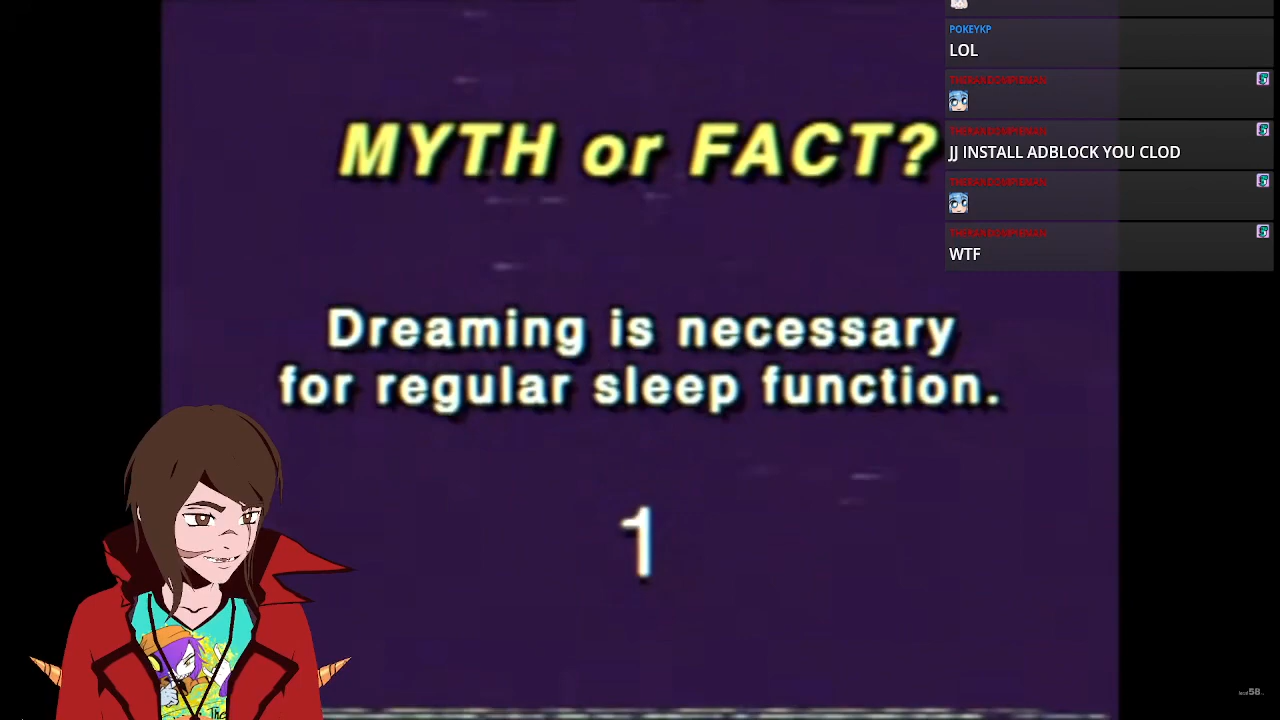 MYTH or FACT?
Dreaming is necessary
for regular sleep function.
1
POKEYKP
LOL
JJ INSTALL ADBLOCK YOU CLOD
WTF
58